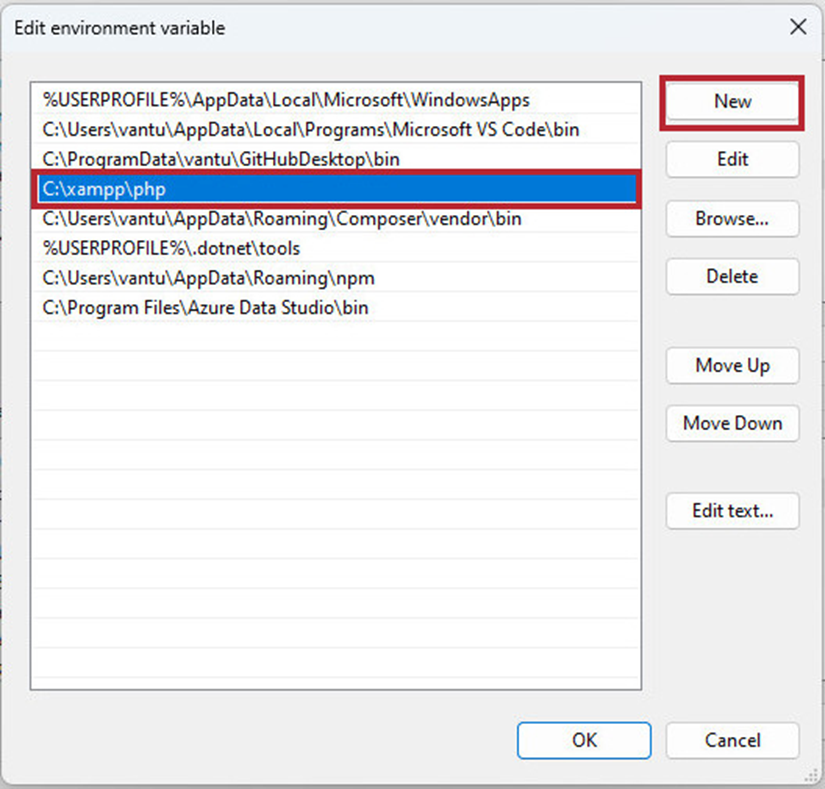 Edit environment variable
%USERPROFILE%\AppData\Local\Microsoft\WindowsApps
C:\Users\vantu\AppData\Local\Programs\Microsoft VS Code\bin
C:\ProgramData\vantu\GitHubDesktop\bin
C:\xampp\php
C:\Users\vantu\AppData\Roaming\Composer\vendor\bin
%USERPROFILE%\.dotnet\tools
C:\Users\vantu\AppData\Roaming\npm
C:\Program Files\Azure Data Studio\bin
New
Edit
Browse...
Delete
Move Up
Move Down
Edit text...
OK
Cancel